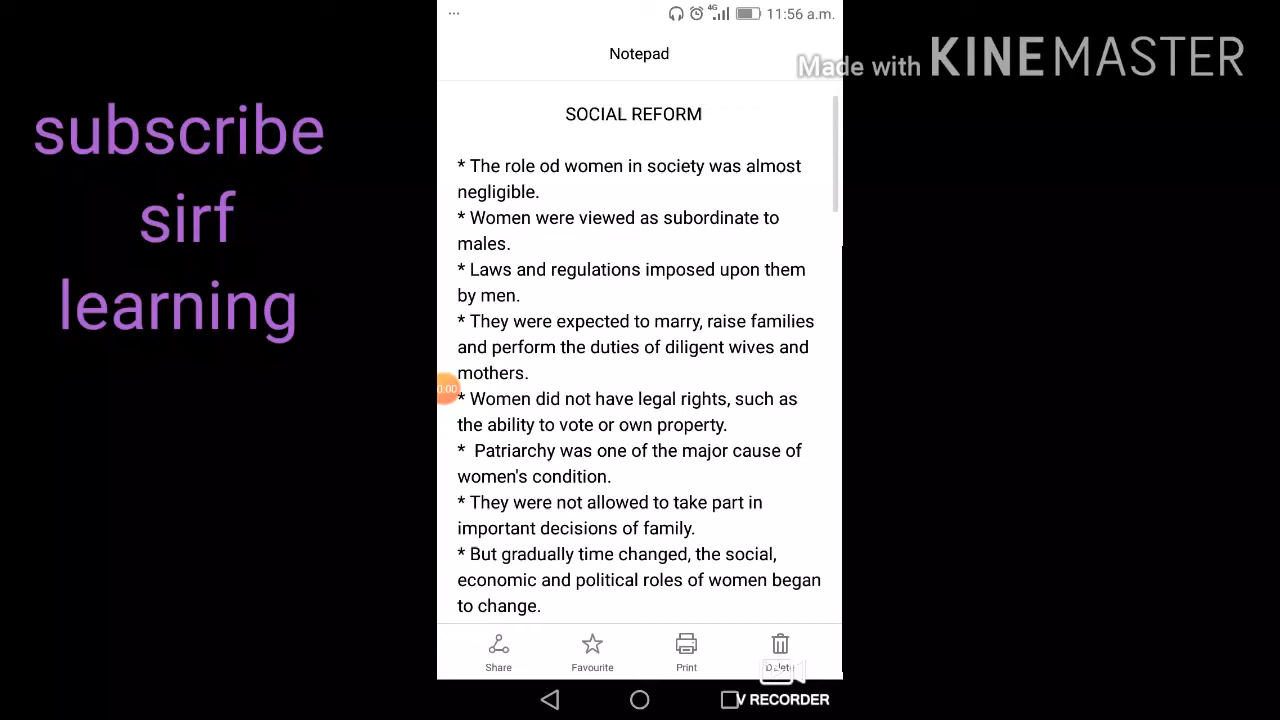 ... 4G 11:56 a.m.
Notepad
Made with KINEMASTER
subscribe
sirf
learning
SOCIAL REFORM
* The role od women in society was almost
negligible.
* Women were viewed as subordinate to
males.
* Laws and regulations imposed upon them
by men.
* They were expected to marry, raise families
and perform the duties of diligent wives and
mothers.
00:00
* Women did not have legal rights, such as
the ability to vote or own property.
*  Patriarchy was one of the major cause of
women's condition.
* They were not allowed to take part in
important decisions of family.
* But gradually time changed, the social,
economic and political roles of women began
to change.
Share Favourite Print Delete
V RECORDER